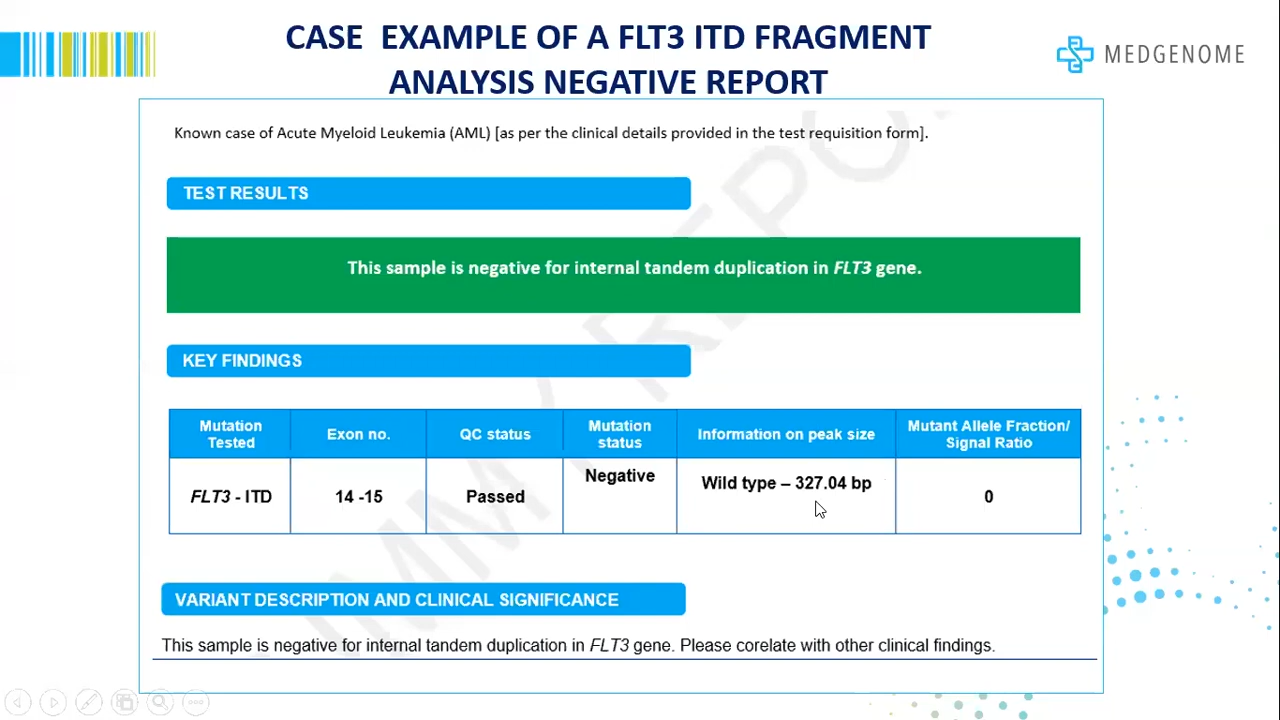 CASE  EXAMPLE OF A FLT3 ITD FRAGMENT
ANALYSIS NEGATIVE REPORT
MEDGENOME
Known case of Acute Myeloid Leukemia (AML) [as per the clinical details provided in the test requisition form].
TEST RESULTS
This sample is negative for internal tandem duplication in FLT3 gene.
KEY FINDINGS
Mutation Tested
Exon no.
QC status
Mutation status
Information on peak size
Mutant Allele Fraction/ Signal Ratio
FLT3 - ITD
14 -15
Passed
Negative
Wild type – 327.04 bp
0
VARIANT DESCRIPTION AND CLINICAL SIGNIFICANCE
This sample is negative for internal tandem duplication in FLT3 gene. Please corelate with other clinical findings.